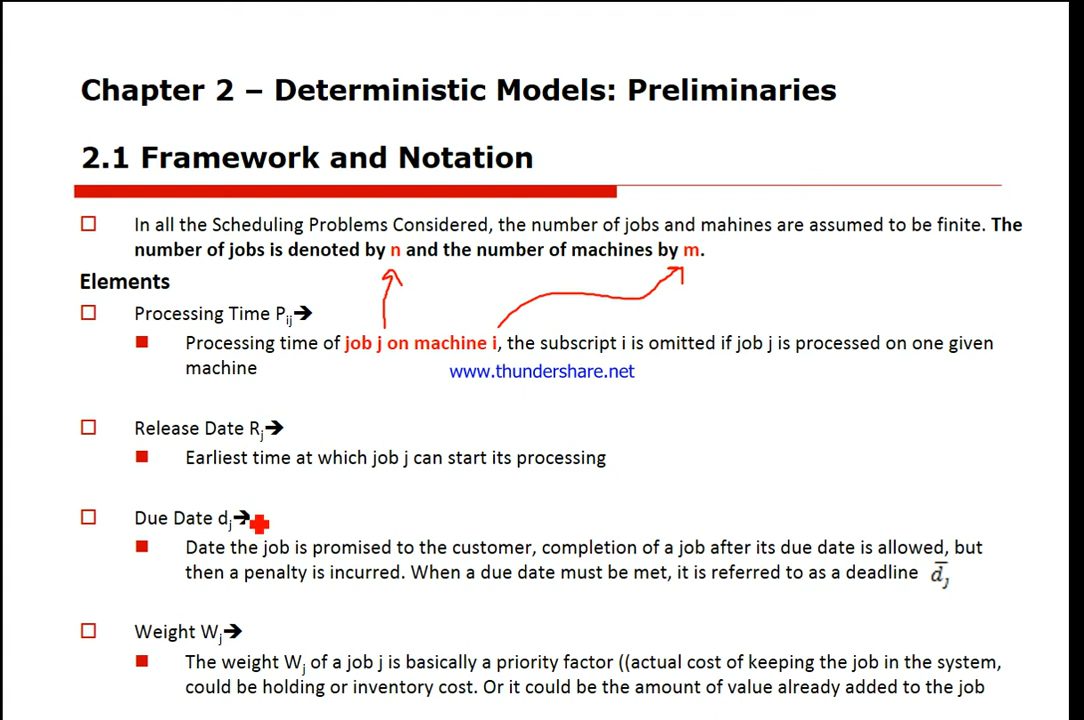 Chapter 2 – Deterministic Models: Preliminaries
2.1 Framework and Notation
In all the Scheduling Problems Considered, the number of jobs and mahines are assumed to be finite. The
number of jobs is denoted by n and the number of machines by m.
Elements
Processing Time Pij➔
Processing time of job j on machine i, the subscript i is omitted if job j is processed on one given
machine
www.thundershare.net
Release Date Rj➔
Earliest time at which job j can start its processing
Due Date dj➔
Date the job is promised to the customer, completion of a job after its due date is allowed, but
then a penalty is incurred. When a due date must be met, it is referred to as a deadline d̄j
Weight Wj➔
The weight Wj of a job j is basically a priority factor ((actual cost of keeping the job in the system,
could be holding or inventory cost. Or it could be the amount of value already added to the job